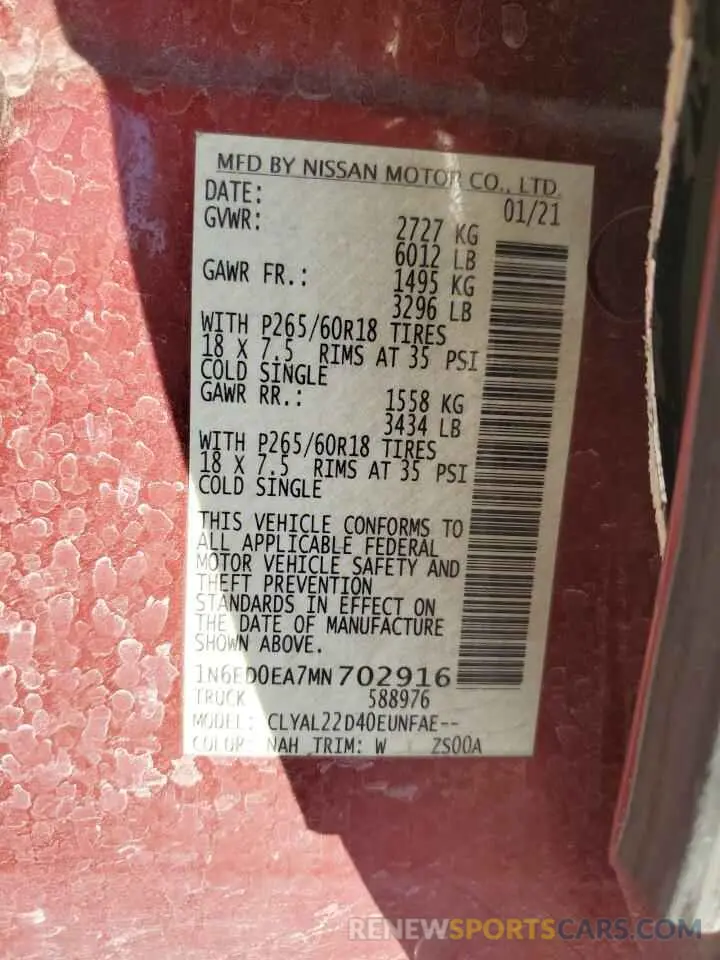 MFD BY NISSAN MOTOR CO., LTD.
DATE: 01/21
GVWR: 2727 KG
6012 LB
GAWR FR.: 1495 KG
3296 LB
WITH P265/60R18 TIRES
18 X 7.5 RIMS AT 35 PSI
COLD SINGLE
GAWR RR.: 1558 KG
3434 LB
WITH P265/60R18 TIRES
18 X 7.5 RIMS AT 35 PSI
COLD SINGLE
THIS VEHICLE CONFORMS TO
ALL APPLICABLE FEDERAL
MOTOR VEHICLE SAFETY AND
THEFT PREVENTION
STANDARDS IN EFFECT ON
THE DATE OF MANUFACTURE
SHOWN ABOVE.
1N6ED0EA7MN702916
TRUCK 588976
MODEL: CLYAL22D40EUNFAE--
COLOR: NAH TRIM: W ZS00A
RENEWSPORTSCARS.COM